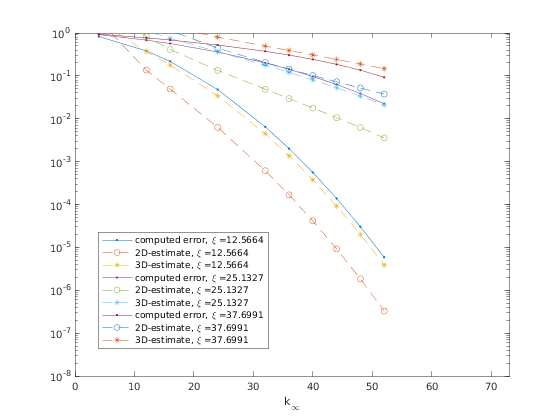 10^0
10^-1
10^-2
10^-3
10^-4
10^-5
10^-6
10^-7
10^-8
computed error, ξ =12.5664
2D-estimate, ξ =12.5664
3D-estimate, ξ =12.5664
computed error, ξ =25.1327
2D-estimate, ξ =25.1327
3D-estimate, ξ =25.1327
computed error, ξ =37.6991
2D-estimate, ξ =37.6991
3D-estimate, ξ =37.6991
0 10 20 30 40 50 60 70
k_∞